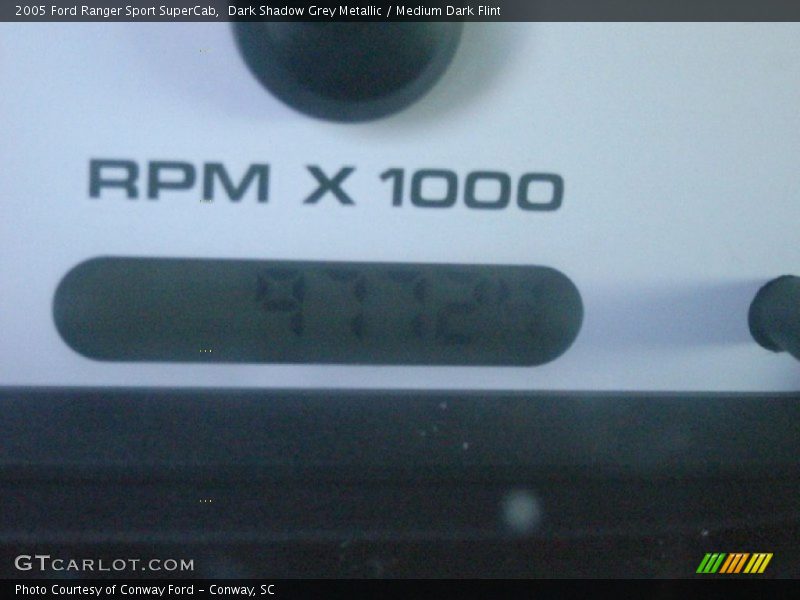 2005 Ford Ranger Sport SuperCab,  Dark Shadow Grey Metallic / Medium Dark Flint
RPM X 1000
GTCARLOT.COM
Photo Courtesy of Conway Ford - Conway, SC